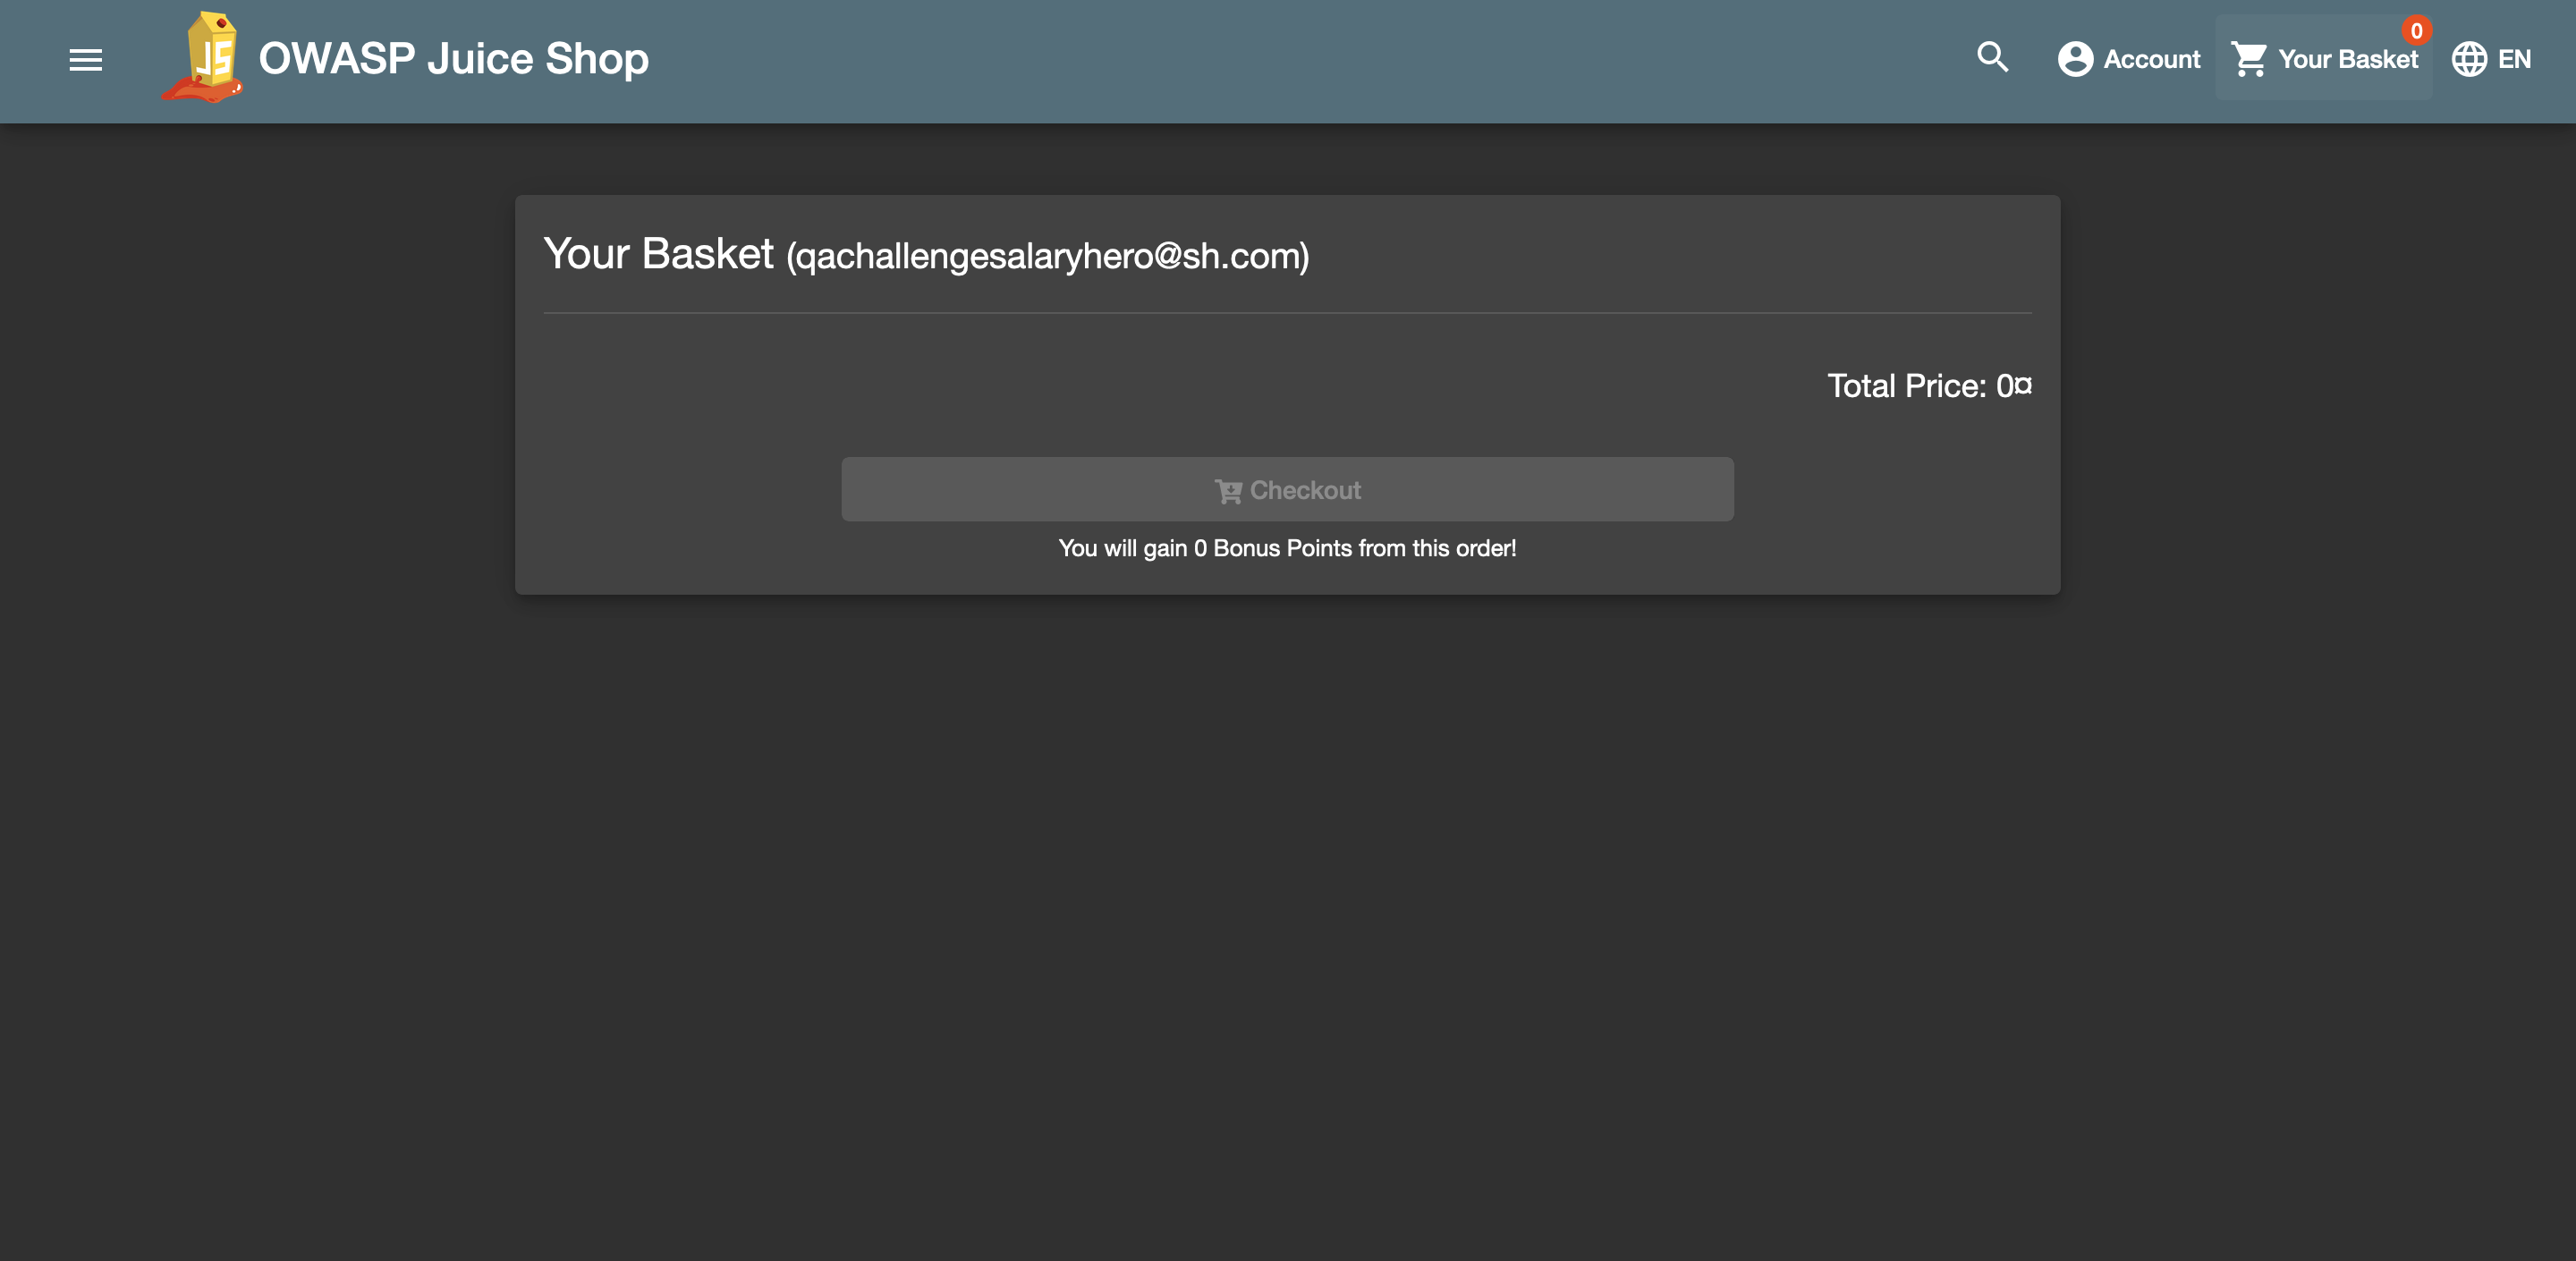 JS
OWASP Juice Shop
Account
Your Basket
0
EN
Your Basket (qachallengesalaryhero@sh.com)
Total Price: 0¤
Checkout
You will gain 0 Bonus Points from this order!